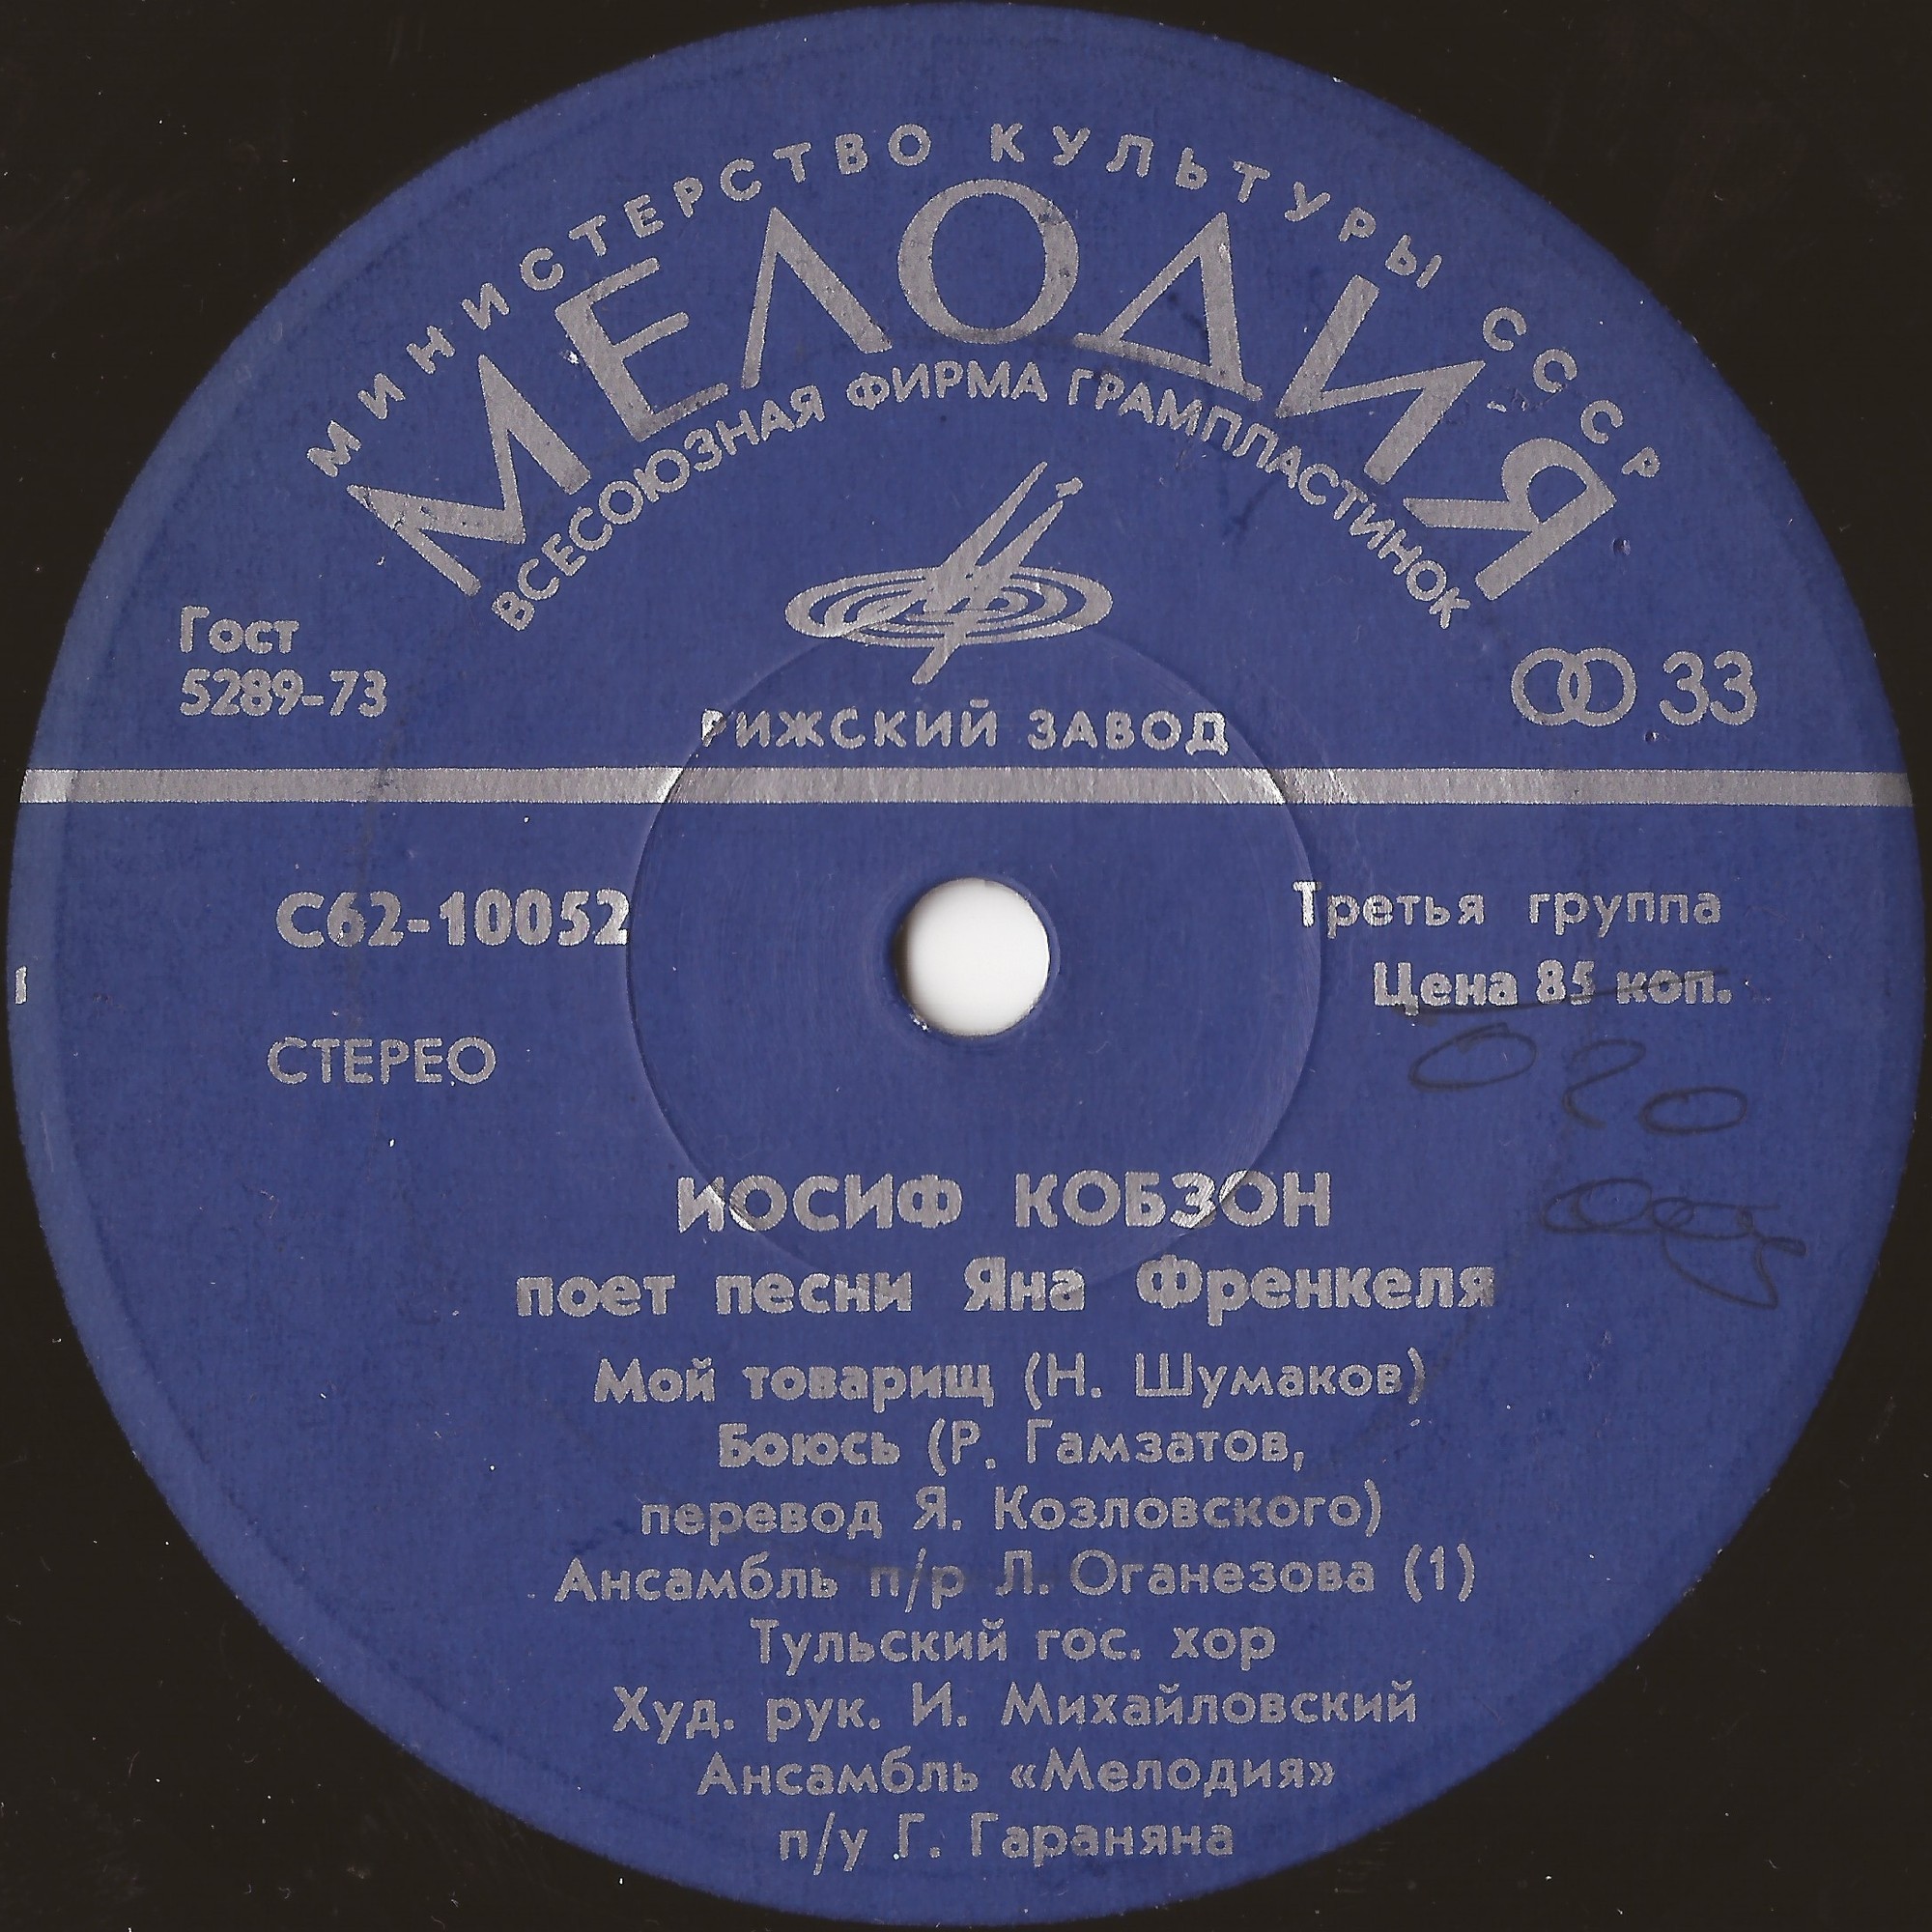 МИНИСТЕРСТВО КУЛЬТУРЫ СССР
МЕЛОДИЯ
ВСЕСОЮЗНАЯ ФИРМА ГРАМПЛАСТИНОК
Гост
5289-73
33
РИЖСКИЙ ЗАВОД
С62-10052
Третья группа
Цена 85 коп.
СТЕРЕО
020
ИОСИФ КОБЗОН
поет песни Яна Френкеля
Мой товарищ (Н. Шумаков)
Боюсь (Р. Гамзатов,
перевод Я. Козловского)
Ансамбль п/р Л. Оганезова (1)
Тульский гос. хор
Худ. рук. И. Михайловский
Ансамбль «Мелодия»
п/у Г. Гараняна